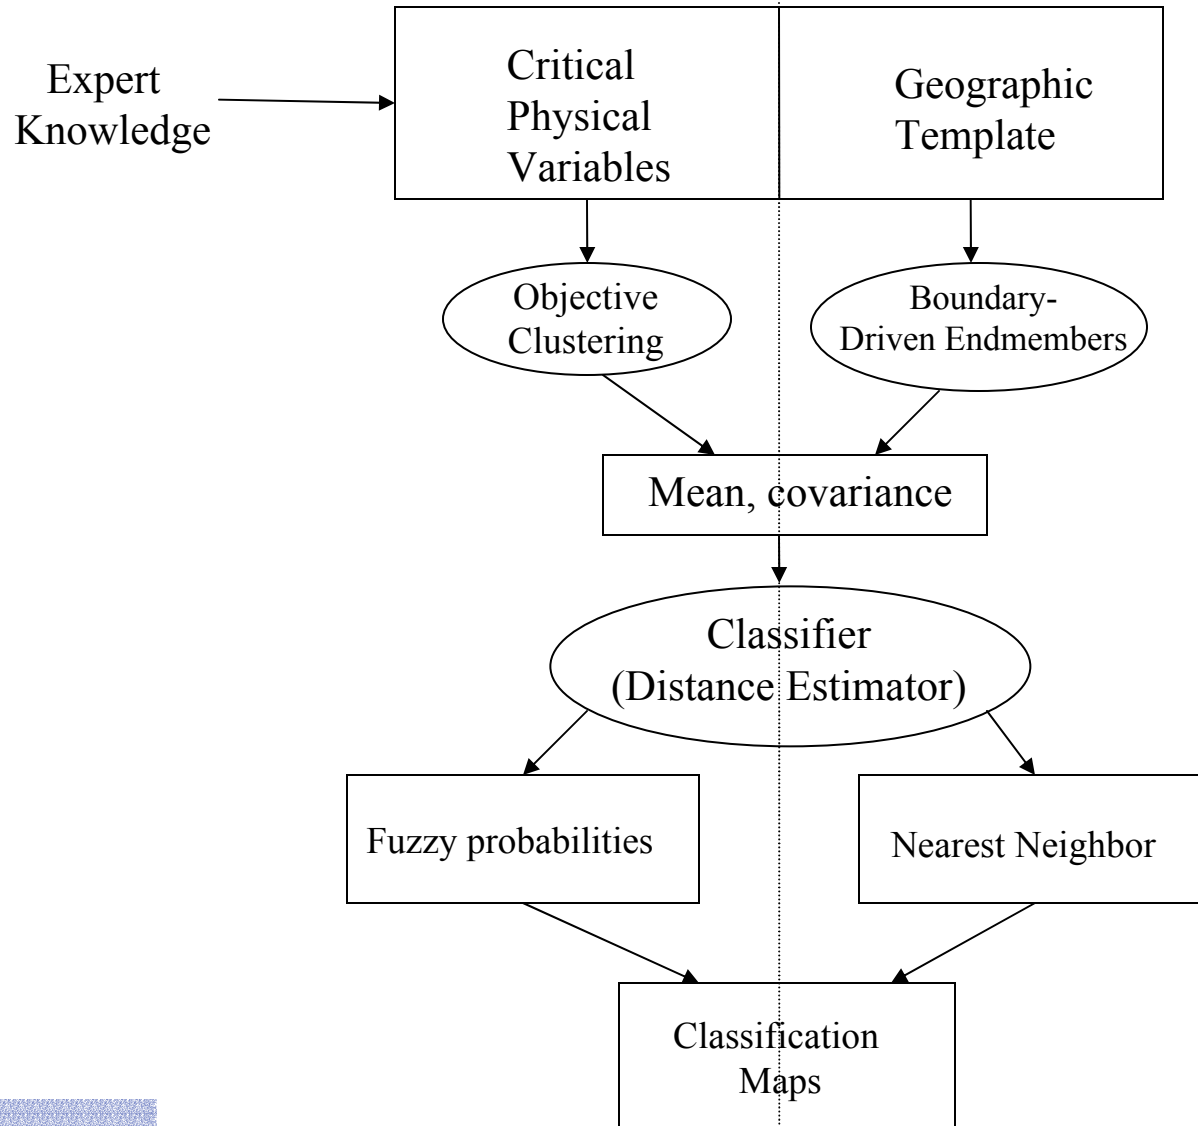 Expert
Knowledge
Critical
Physical
Variables
Geographic
Template
Objective
Clustering
Boundary-
Driven Endmembers
Mean, covariance
Classifier
(Distance Estimator)
Fuzzy probabilities
Nearest Neighbor
Classification
Maps